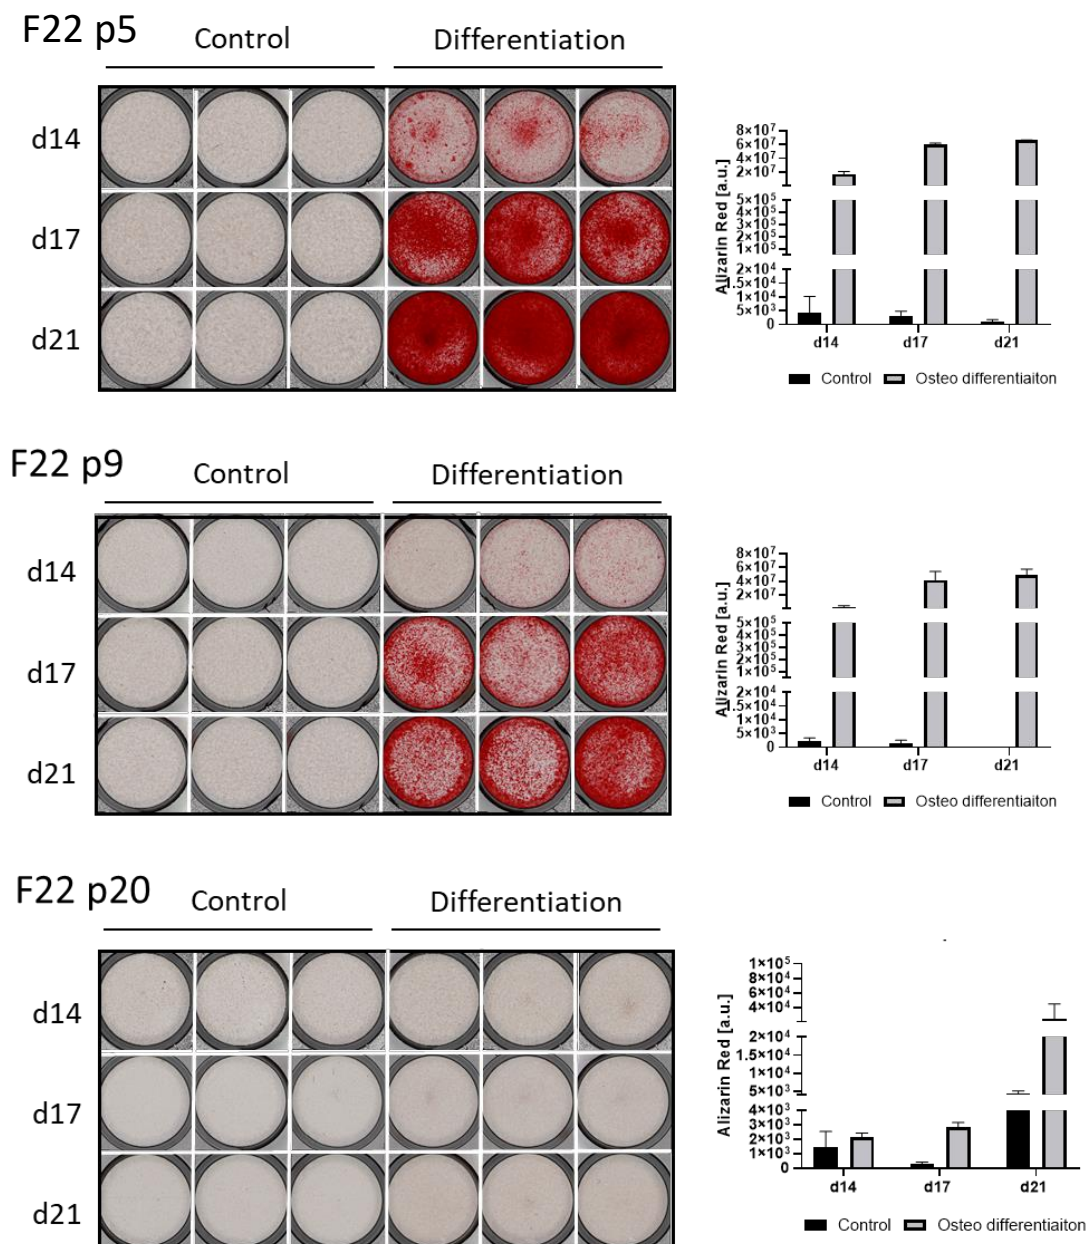 F22 p5
Control Differentiation
d14
d17
d21
Alizarin Red [a.u.]
8×10⁷
6×10⁷
4×10⁷
2×10⁷
5×10⁵
4×10⁵
3×10⁵
2×10⁵
1×10⁵
2×10⁴
1×10⁴
1×10⁴
5×10³
0
d14 d17 d21
Control Osteo differentiaiton
F22 p9
Control Differentiation
d14
d17
d21
Alizarin Red [a.u.]
8×10⁷
6×10⁷
4×10⁷
2×10⁷
5×10⁵
4×10⁵
3×10⁵
2×10⁵
1×10⁵
2×10⁴
1×10⁴
1×10⁴
5×10³
0
d14 d17 d21
Control Osteo differentiaiton
F22 p20
Control Differentiation
d14
d17
d21
Alizarin Red [a.u.]
1×10⁵
8×10⁴
6×10⁴
4×10⁴
2×10⁴
1.5×10⁴
1×10⁴
5×10³
4×10³
3×10³
2×10³
1×10³
0
d14 d17 d21
Control Osteo differentiaiton